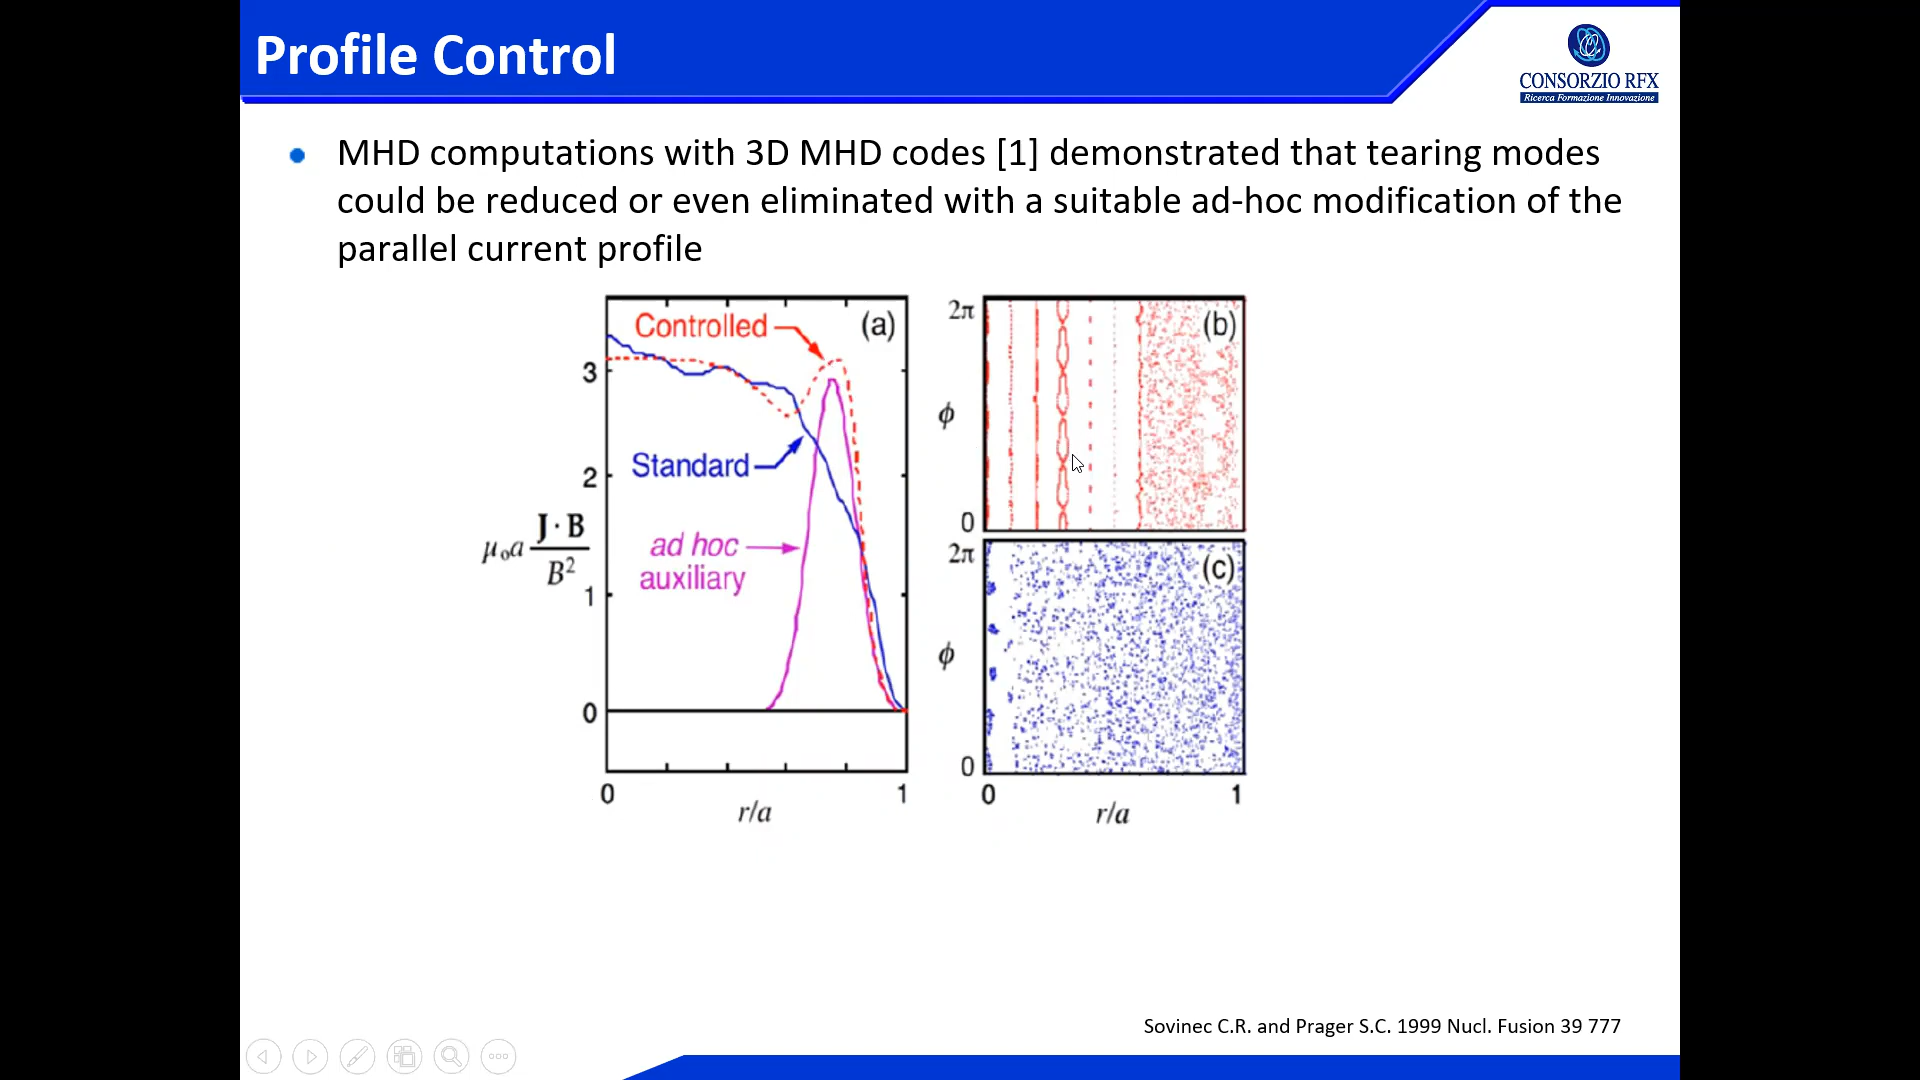 Profile Control
CONSORZIO RFX
Ricerca Formazione Innovazione
MHD computations with 3D MHD codes [1] demonstrated that tearing modes
could be reduced or even eliminated with a suitable ad-hoc modification of the
parallel current profile
Controlled
(a)
Standard
ad hoc
auxiliary
3
2
1
0
μ₀a J · B / B²
0
1
r/a
2π
(b)
ϕ
0
2π
(c)
ϕ
0
0
1
r/a
Sovinec C.R. and Prager S.C. 1999 Nucl. Fusion 39 777